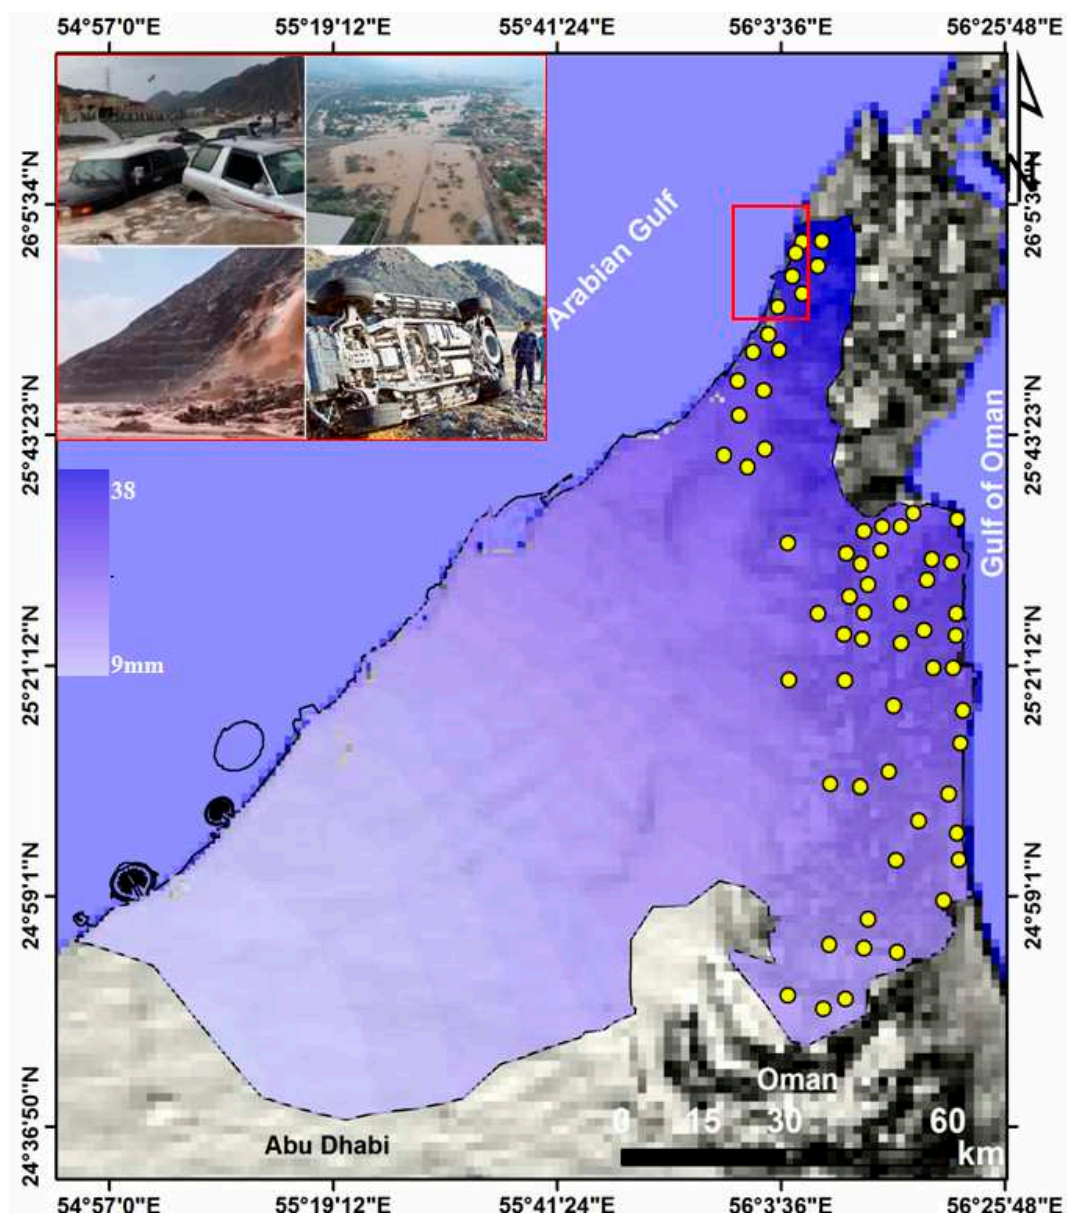 54°57'0"E 55°19'12"E 55°41'24"E 56°3'36"E 56°25'48"E
26°5'34"N
25°43'23"N
25°21'12"N
24°59'1"N
24°36'50"N
Arabian Gulf
Gulf of Oman
38
9mm
N
26°5'34"N
25°43'23"N
25°21'12"N
24°59'1"N
Oman
Abu Dhabi
0 15 30 60
km
54°57'0"E 55°19'12"E 55°41'24"E 56°3'36"E 56°25'48"E